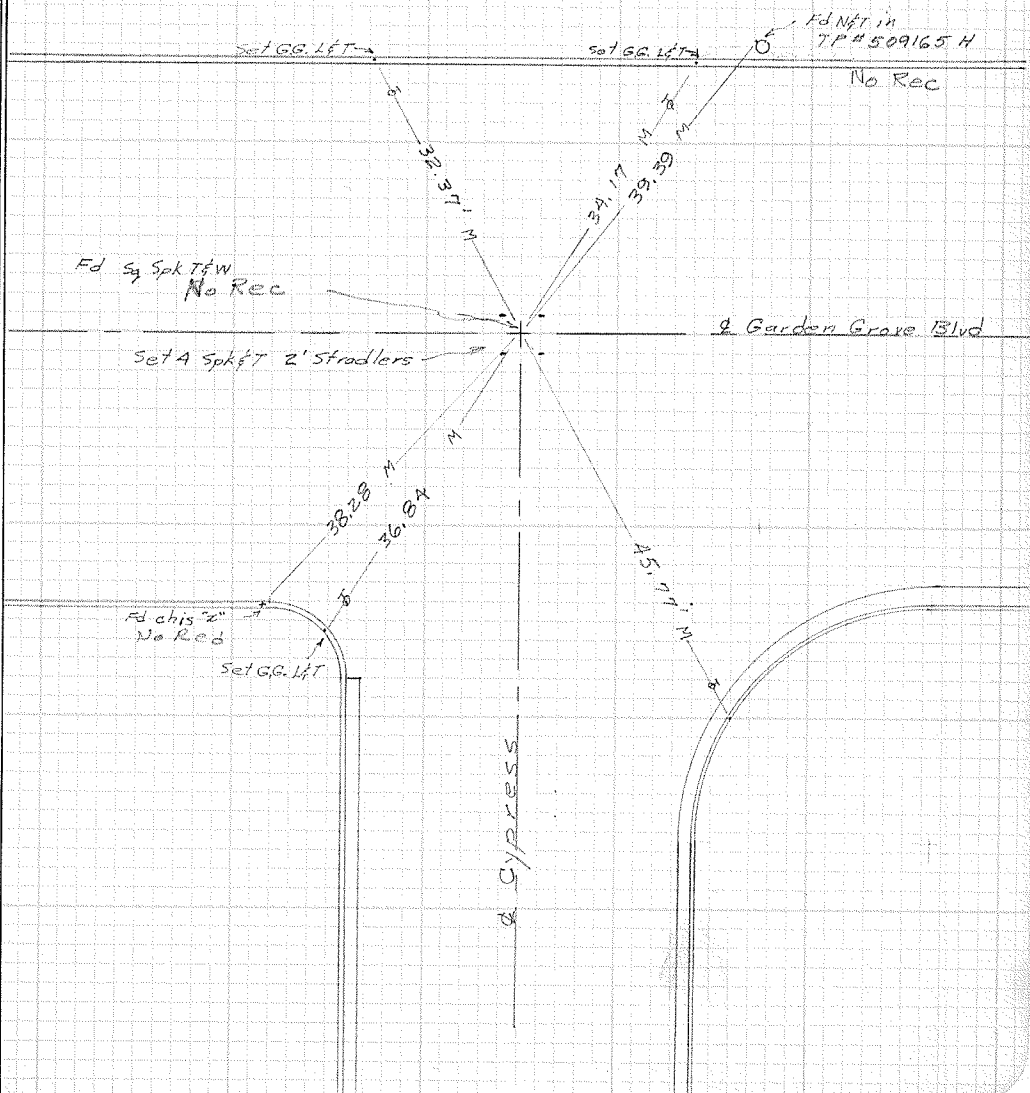 Fd N&T in
TP # 509165 H
No Rec
Set G.G. L&T
Set G.G. L&T
32.37' M
34.17 M
39.39 M
Fd Sq Spk T&W
No Rec
℄ Garden Grove Blvd
Set 4 Spk&T 2' Stradlers
M
M
38.28
36.84
45.77' M
Fd chis "x"
No Rec
Set G.G. L&T
℄ Cypress